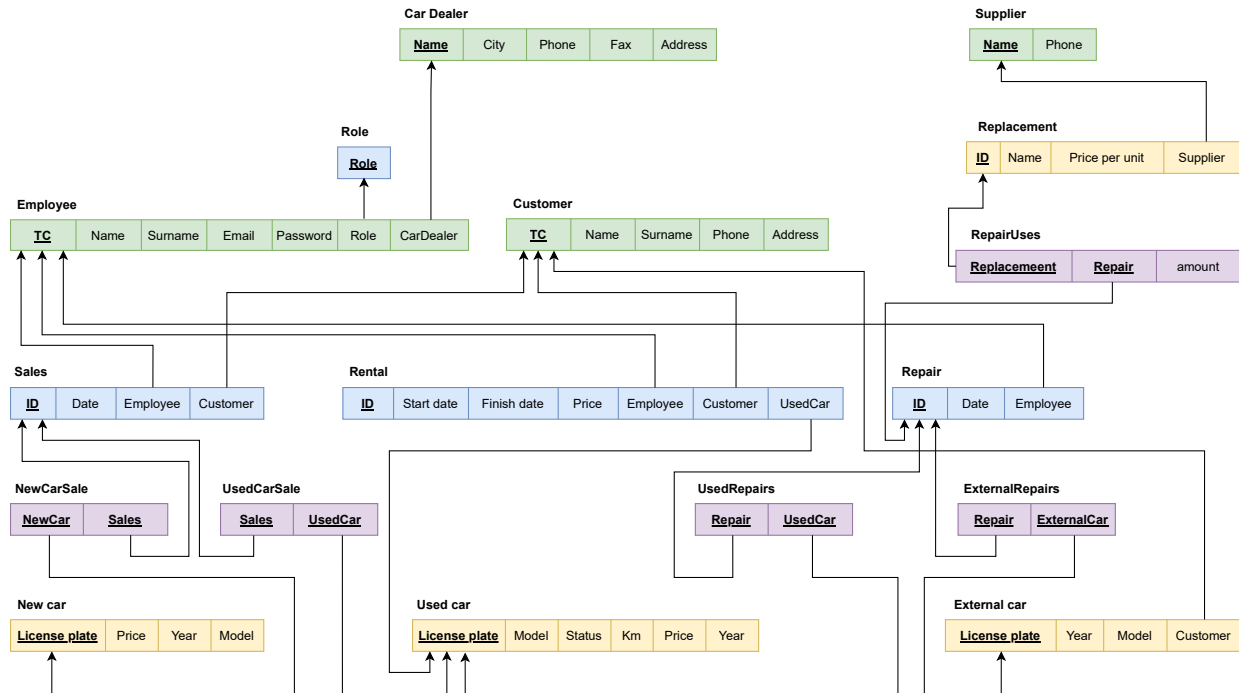 Car Dealer
Name City Phone Fax Address
Supplier
Name Phone
Role
Role
Replacement
ID Name Price per unit Supplier
Employee
TC Name Surname Email Password Role CarDealer
Customer
TC Name Surname Phone Address
RepairUses
Replacemeent Repair amount
Sales
ID Date Employee Customer
Rental
ID Start date Finish date Price Employee Customer UsedCar
Repair
ID Date Employee
NewCarSale
NewCar Sales
UsedCarSale
Sales UsedCar
UsedRepairs
Repair UsedCar
ExternalRepairs
Repair ExternalCar
New car
License plate Price Year Model
Used car
License plate Model Status Km Price Year
External car
License plate Year Model Customer